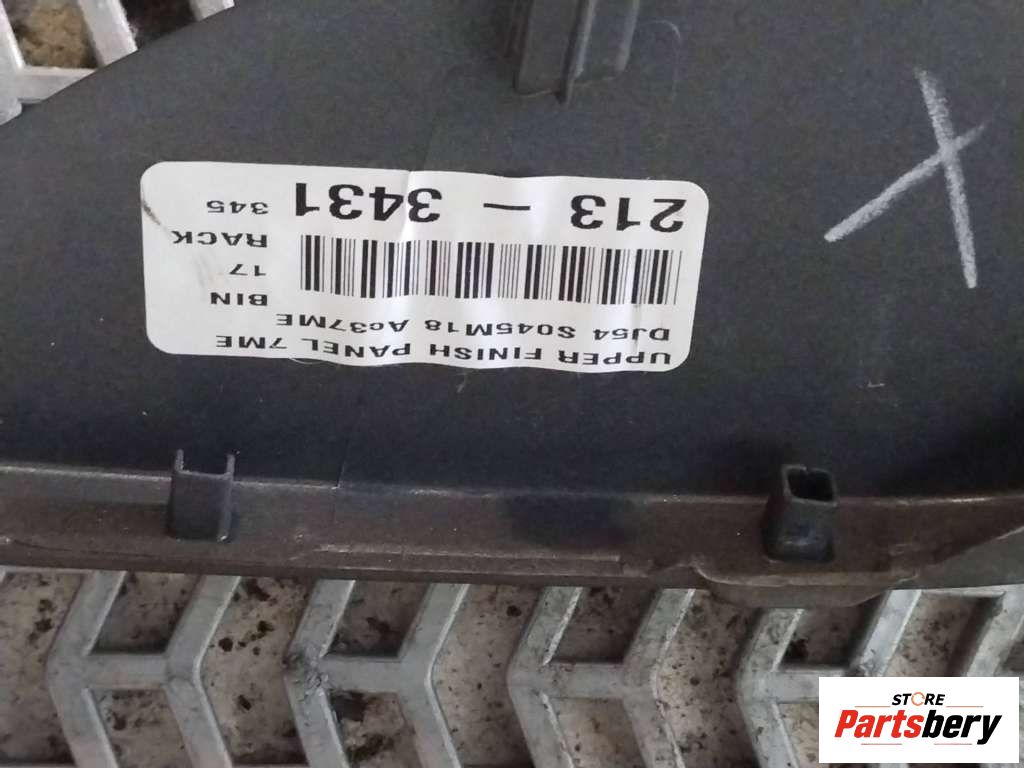 UPPER FINISH PANEL 7ME
DJ54 S045M18 AC37ME
BIN
17
RACK
345
213 - 3431
X
STORE
Partsbery